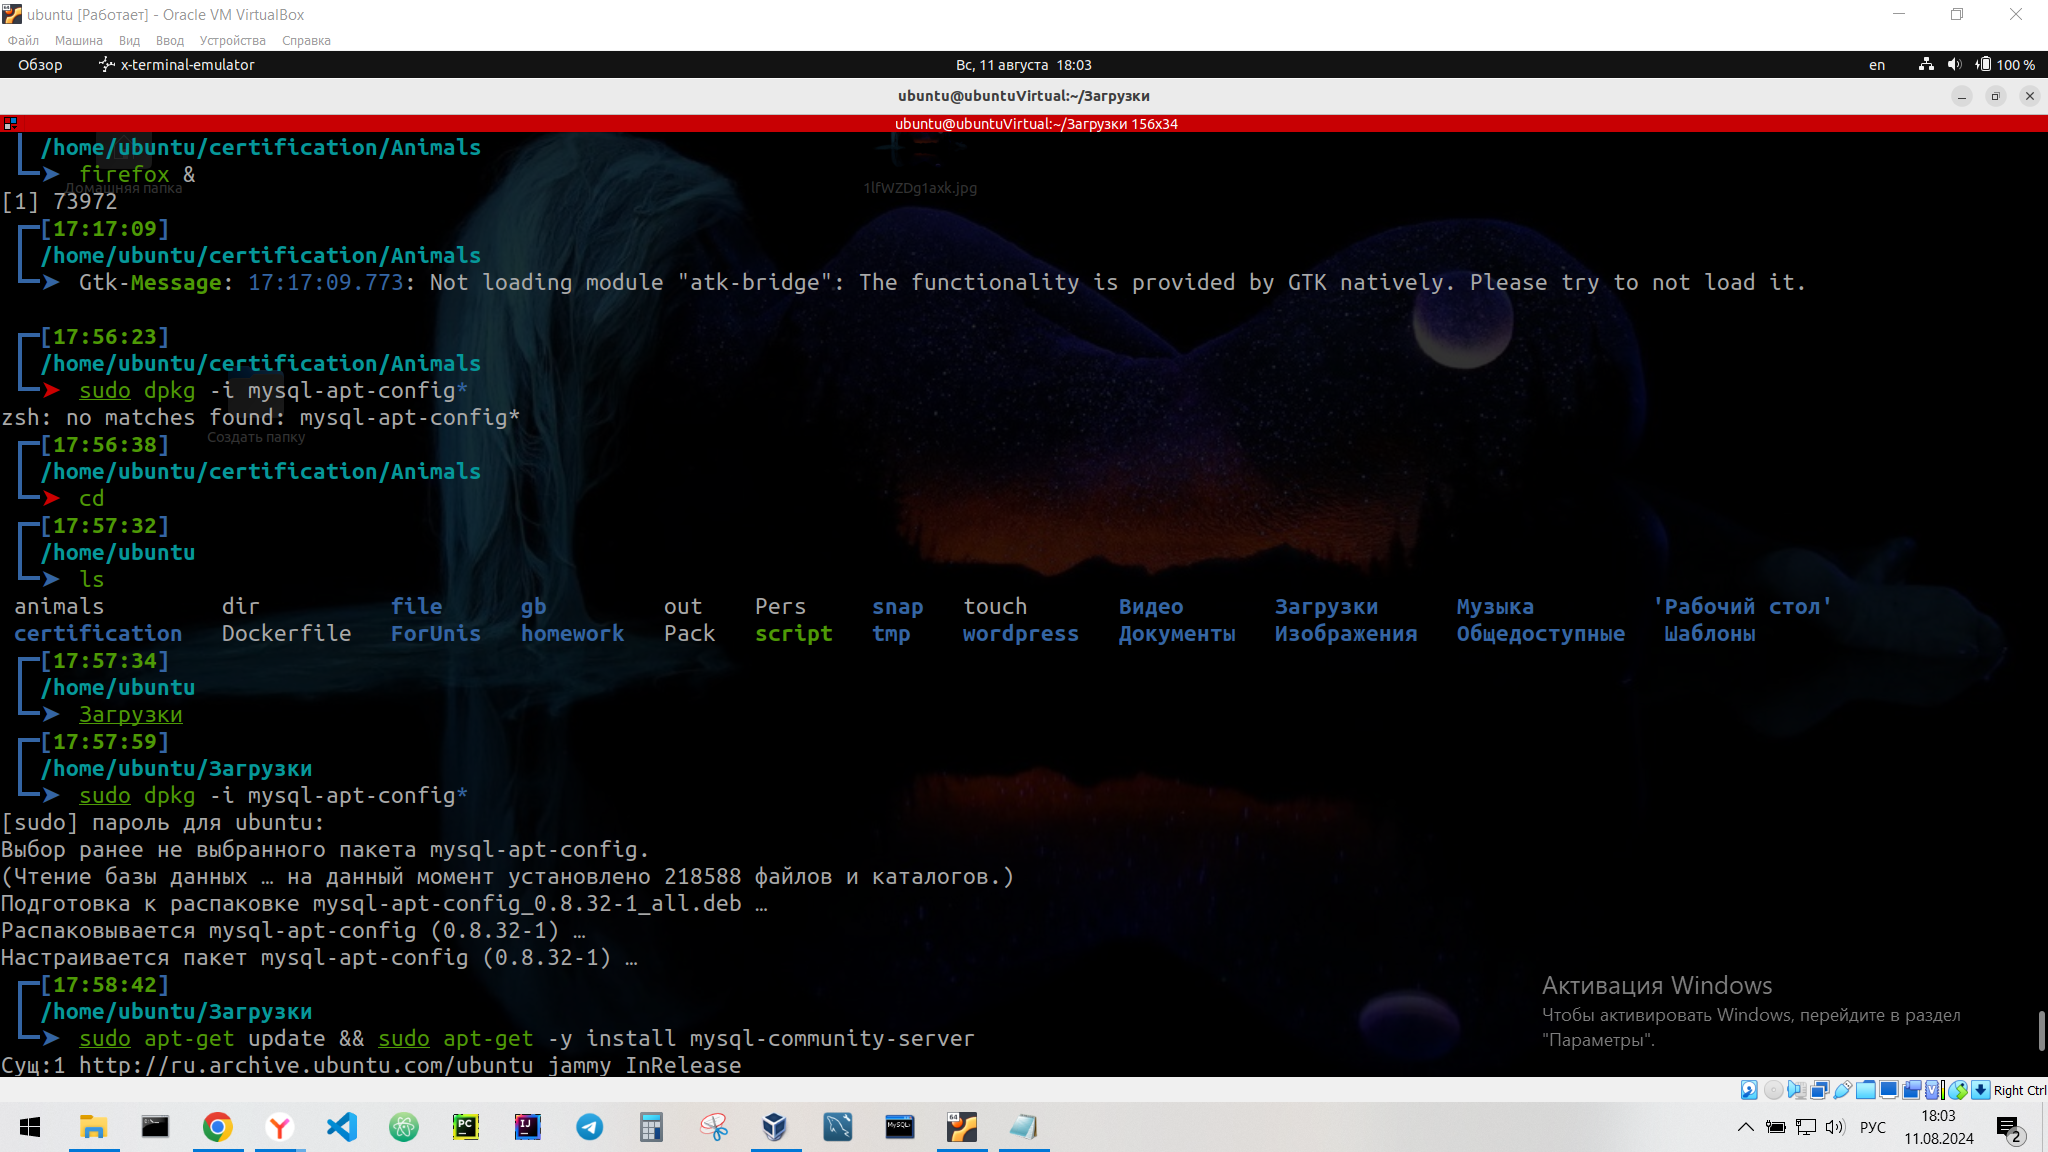 ubuntu [Работает] - Oracle VM VirtualBox
Файл Машина Вид Ввод Устройства Справка
Обзор x-terminal-emulator Вс, 11 августа 18:03 en 100 %
ubuntu@ubuntuVirtual:~/Загрузки
ubuntu@ubuntuVirtual:~/Загрузки 156x34
/home/ubuntu/certification/Animals
firefox &
Домашняя папка 1lfWZDg1axk.jpg
[1] 73972
[17:17:09]
/home/ubuntu/certification/Animals
Gtk-Message: 17:17:09.773: Not loading module "atk-bridge": The functionality is provided by GTK natively. Please try to not load it.
[17:56:23]
/home/ubuntu/certification/Animals
sudo dpkg -i mysql-apt-config*
zsh: no matches found: mysql-apt-config*
Создать папку
[17:56:38]
/home/ubuntu/certification/Animals
cd
[17:57:32]
/home/ubuntu
ls
animals dir file gb out Pers snap touch Видео Загрузки Музыка 'Рабочий стол'
certification Dockerfile ForUnis homework Pack script tmp wordpress Документы Изображения Общедоступные Шаблоны
[17:57:34]
/home/ubuntu
Загрузки
[17:57:59]
/home/ubuntu/Загрузки
sudo dpkg -i mysql-apt-config*
[sudo] пароль для ubuntu:
Выбор ранее не выбранного пакета mysql-apt-config.
(Чтение базы данных … на данный момент установлено 218588 файлов и каталогов.)
Подготовка к распаковке mysql-apt-config_0.8.32-1_all.deb …
Распаковывается mysql-apt-config (0.8.32-1) …
Настраивается пакет mysql-apt-config (0.8.32-1) …
[17:58:42]
/home/ubuntu/Загрузки
sudo apt-get update && sudo apt-get -y install mysql-community-server
Сущ:1 http://ru.archive.ubuntu.com/ubuntu jammy InRelease
Активация Windows
Чтобы активировать Windows, перейдите в раздел
"Параметры".
Right Ctrl
PC IJ MySQL 64
РУС 18:03
11.08.2024
2